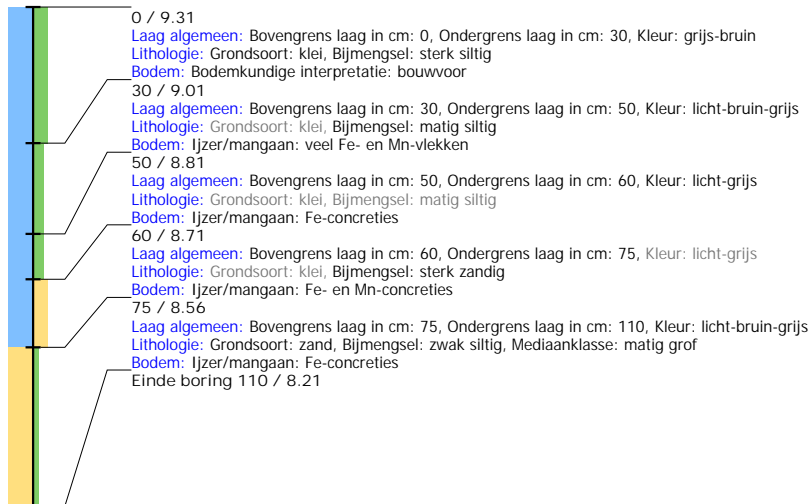 0 / 9.31
Laag algemeen: Bovengrens laag in cm: 0, Ondergrens laag in cm: 30, Kleur: grijs-bruin
Lithologie: Grondsoort: klei, Bijmengsel: sterk siltig
Bodem: Bodemkundige interpretatie: bouwvoor
30 / 9.01
Laag algemeen: Bovengrens laag in cm: 30, Ondergrens laag in cm: 50, Kleur: licht-bruin-grijs
Lithologie: Grondsoort: klei, Bijmengsel: matig siltig
Bodem: Ijzer/mangaan: veel Fe- en Mn-vlekken
50 / 8.81
Laag algemeen: Bovengrens laag in cm: 50, Ondergrens laag in cm: 60, Kleur: licht-grijs
Lithologie: Grondsoort: klei, Bijmengsel: matig siltig
Bodem: Ijzer/mangaan: Fe-concreties
60 / 8.71
Laag algemeen: Bovengrens laag in cm: 60, Ondergrens laag in cm: 75, Kleur: licht-grijs
Lithologie: Grondsoort: klei, Bijmengsel: sterk zandig
Bodem: Ijzer/mangaan: Fe- en Mn-concreties
75 / 8.56
Laag algemeen: Bovengrens laag in cm: 75, Ondergrens laag in cm: 110, Kleur: licht-bruin-grijs
Lithologie: Grondsoort: zand, Bijmengsel: zwak siltig, Mediaanklasse: matig grof
Bodem: Ijzer/mangaan: Fe-concreties
Einde boring 110 / 8.21